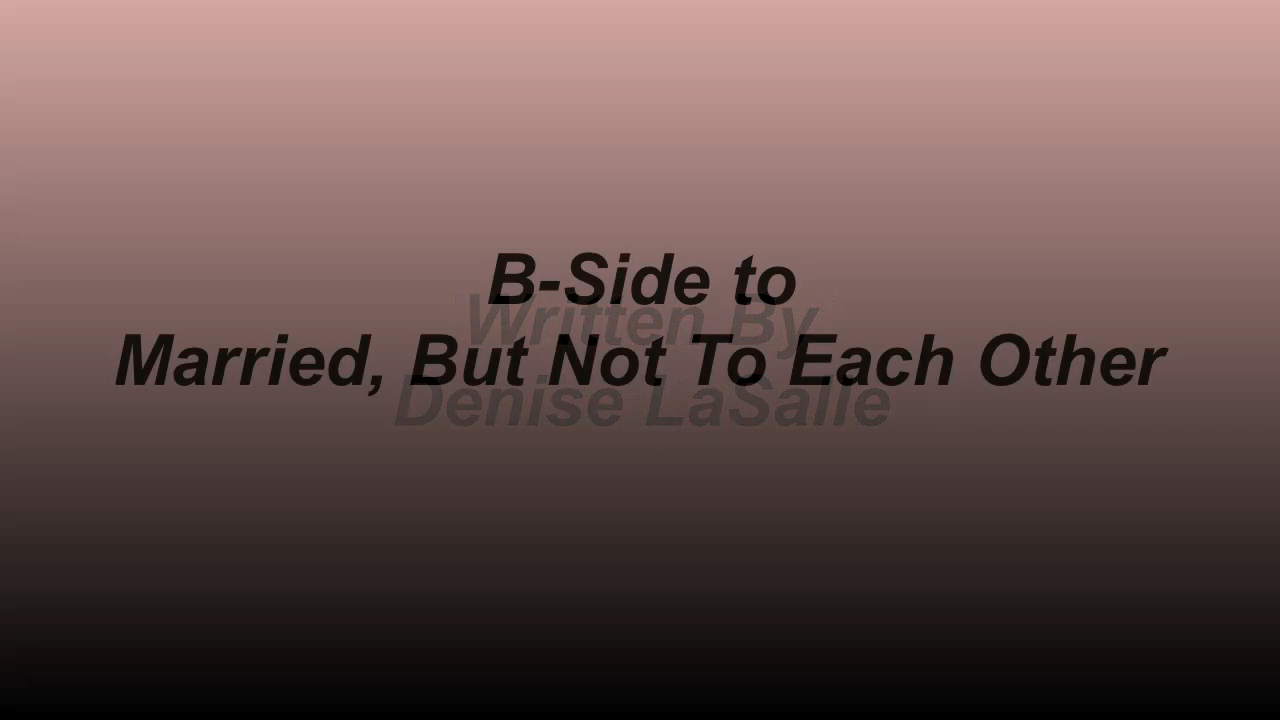 B-Side to
Written By
Married, But Not To Each Other
Denise LaSalle